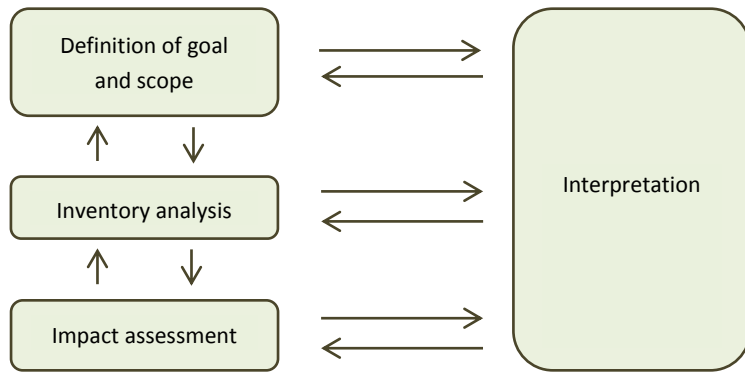 Definition of goal
and scope
Interpretation
Inventory analysis
Impact assessment